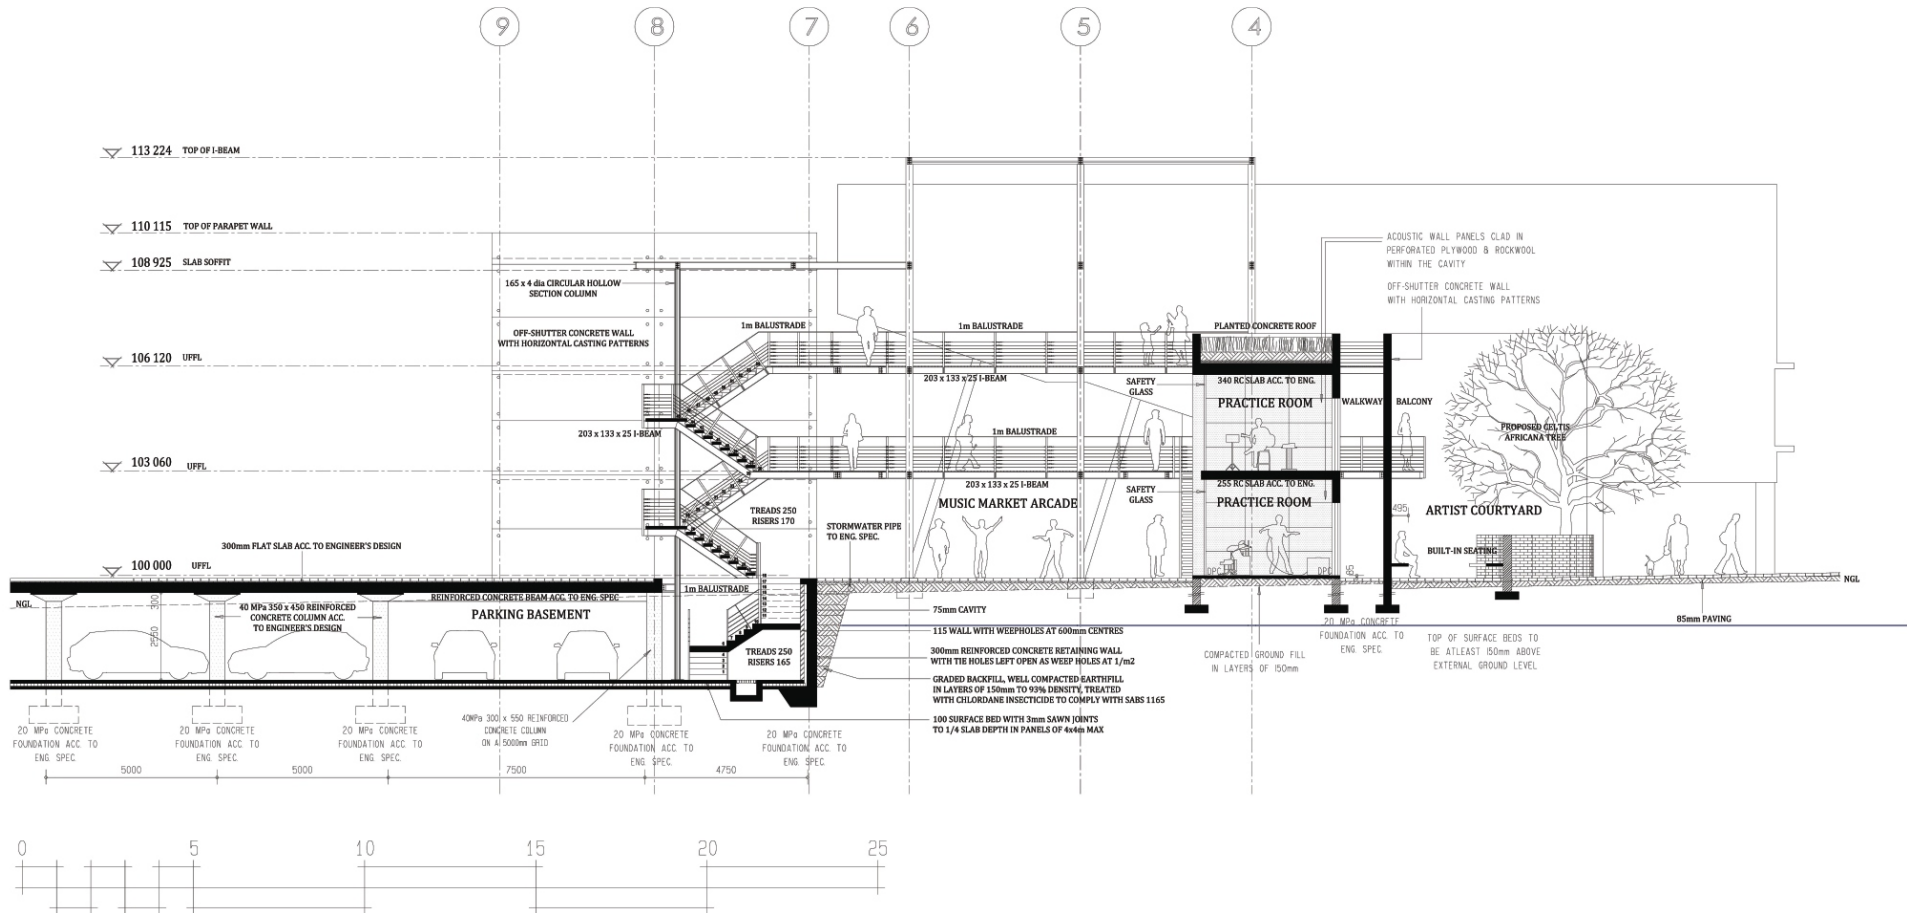 9 8 7 6 5 4
113 224 TOP OF I-BEAM
110 115 TOP OF PARAPET WALL
108 925 SLAB SOFFIT
106 120 UFFL
103 060 UFFL
100 000 UFFL
165 x 4 dia CIRCULAR HOLLOW
SECTION COLUMN
OFF-SHUTTER CONCRETE WALL
WITH HORIZONTAL CASTING PATTERNS
1m BALUSTRADE
1m BALUSTRADE
PLANTED CONCRETE ROOF
ACOUSTIC WALL PANELS CLAD IN
PERFORATED PLYWOOD & ROCKWOOL
WITHIN THE CAVITY
OFF-SHUTTER CONCRETE WALL
WITH HORIZONTAL CASTING PATTERNS
203 x 133 x 25 I-BEAM
SAFETY
GLASS
340 RC SLAB ACC. TO ENG.
PRACTICE ROOM
WALKWAY
BALCONY
203 x 133 x 25 I-BEAM
1m BALUSTRADE
PROPOSED CELTIS
AFRICANA TREE
203 x 133 x 25 I-BEAM
SAFETY
GLASS
255 RC SLAB ACC. TO ENG.
PRACTICE ROOM
MUSIC MARKET ARCADE
495
ARTIST COURTYARD
TREADS 250
RISERS 170
STORMWATER PIPE
TO ENG. SPEC.
BUILT-IN SEATING
DPC
DPC
85
300mm FLAT SLAB ACC. TO ENGINEER'S DESIGN
NGL
NGL
300
2550
REINFORCED CONCRETE BEAM ACC. TO ENG. SPEC
40 MPa 350 x 450 REINFORCED
CONCRETE COLUMN ACC.
TO ENGINEER'S DESIGN
PARKING BASEMENT
1m BALUSTRADE
TREADS 250
RISERS 165
75mm CAVITY
115 WALL WITH WEEPHOLES AT 600mm CENTRES
300mm REINFORCED CONCRETE RETAINING WALL
WITH TIE HOLES LEFT OPEN AS WEEP HOLES AT 1/m2
GRADED BACKFILL, WELL COMPACTED EARTHFILL
IN LAYERS OF 150mm TO 93% DENSITY, TREATED
WITH CHLORDANE INSECTICIDE TO COMPLY WITH SABS 1165
100 SURFACE BED WITH 3mm SAWN JOINTS
TO 1/4 SLAB DEPTH IN PANELS OF 4x4m MAX
COMPACTED GROUND FILL
IN LAYERS OF 150mm
20 MPa CONCRETE
FOUNDATION ACC. TO
ENG. SPEC
TOP OF SURFACE BEDS TO
BE ATLEAST 150mm ABOVE
EXTERNAL GROUND LEVEL
85mm PAVING
20 MPa CONCRETE
FOUNDATION ACC. TO
ENG. SPEC.
20 MPa CONCRETE
FOUNDATION ACC. TO
ENG. SPEC.
20 MPa CONCRETE
FOUNDATION ACC. TO
ENG. SPEC.
40MPa 300 x 550 REINFORCED
CONCRETE COLUMN
ON A 5000mm GRID
20 MPa CONCRETE
FOUNDATION ACC. TO
ENG. SPEC.
20 MPa CONCRETE
FOUNDATION ACC. TO
ENG. SPEC.
5000 5000 7500 4750
0 5 10 15 20 25